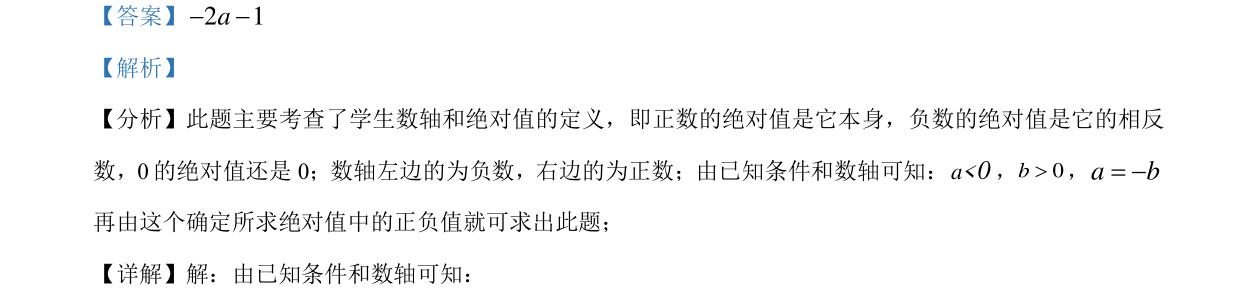 【答案】-2a-1
【解析】
【分析】此题主要考查了学生数轴和绝对值的定义，即正数的绝对值是它本身，负数的绝对值是它的相反
数，0 的绝对值还是 0；数轴左边的为负数，右边的为正数；由已知条件和数轴可知：a<0，b>0，a=-b
再由这个确定所求绝对值中的正负值就可求出此题；
【详解】解：由已知条件和数轴可知：